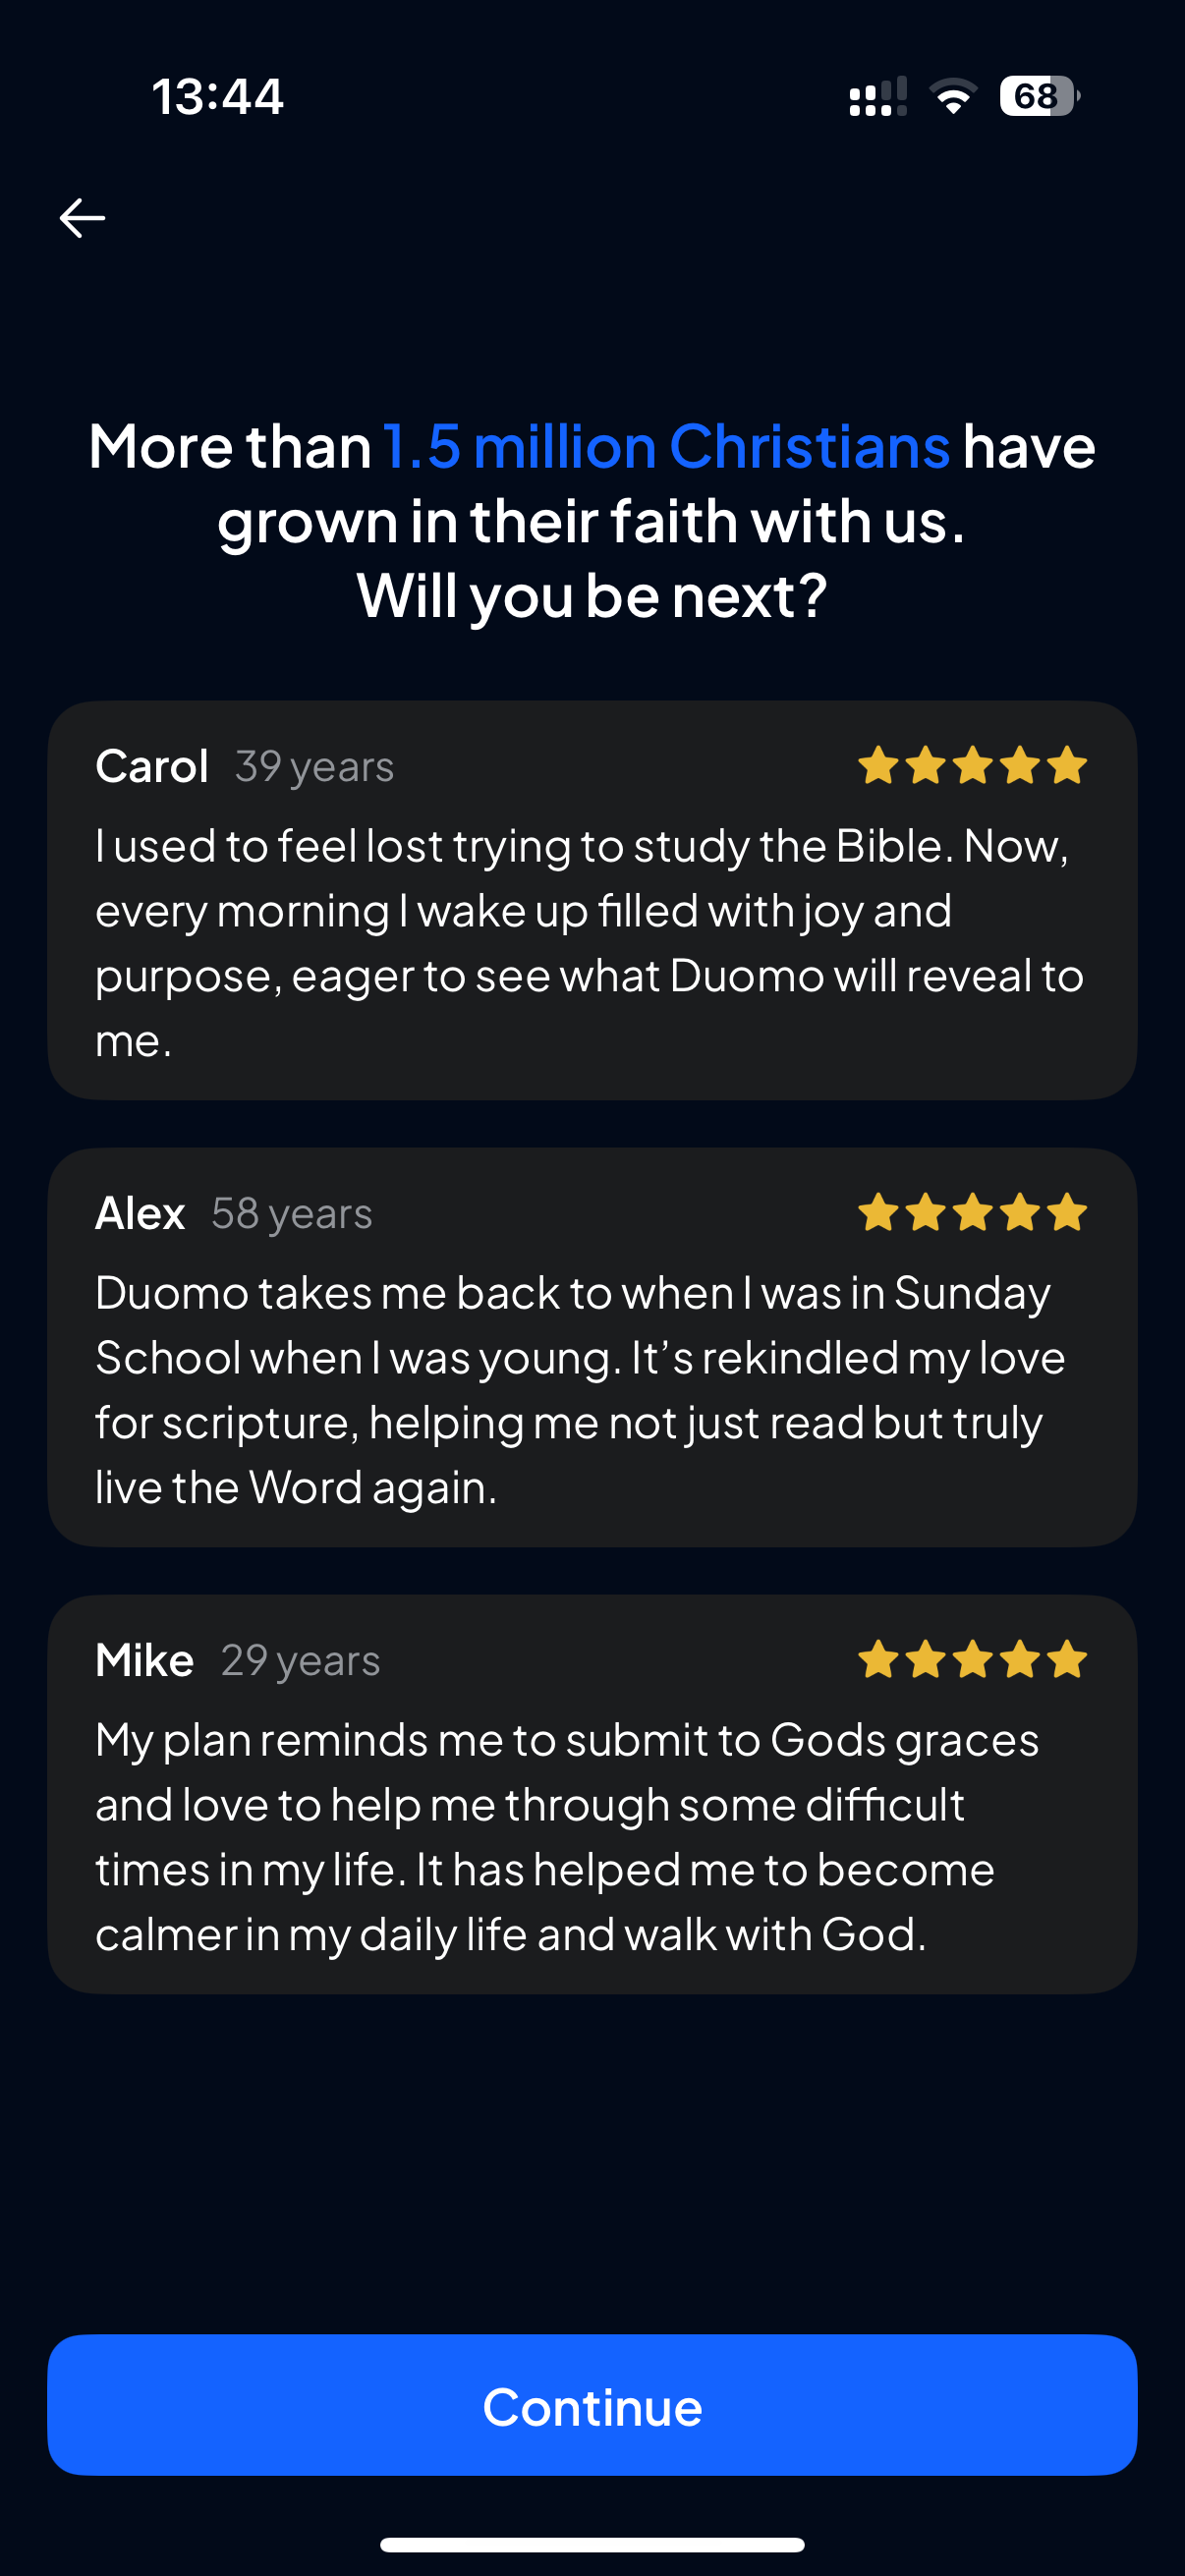 13:44
68
More than 1.5 million Christians have
grown in their faith with us.
Will you be next?
Carol 39 years
I used to feel lost trying to study the Bible. Now,
every morning I wake up filled with joy and
purpose, eager to see what Duomo will reveal to
me.
Alex 58 years
Duomo takes me back to when I was in Sunday
School when I was young. It’s rekindled my love
for scripture, helping me not just read but truly
live the Word again.
Mike 29 years
My plan reminds me to submit to Gods graces
and love to help me through some difficult
times in my life. It has helped me to become
calmer in my daily life and walk with God.
Continue